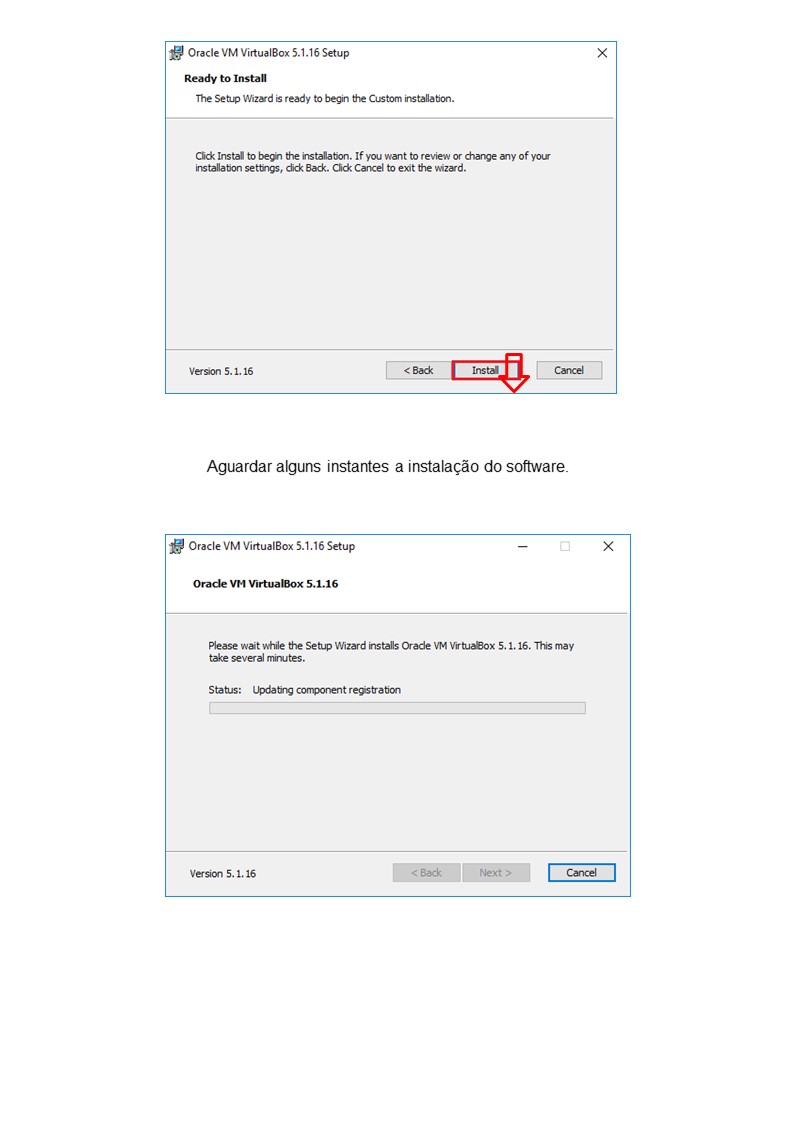 Oracle VM VirtualBox 5.1.16 Setup
Ready to Install
The Setup Wizard is ready to begin the Custom installation.
Click Install to begin the installation. If you want to review or change any of your
installation settings, click Back. Click Cancel to exit the wizard.
Version 5.1.16 < Back Install Cancel
Aguardar alguns instantes a instalação do software.
Oracle VM VirtualBox 5.1.16 Setup
Oracle VM VirtualBox 5.1.16
Please wait while the Setup Wizard installs Oracle VM VirtualBox 5.1.16. This may
take several minutes.
Status: Updating component registration
Version 5.1.16 < Back Next > Cancel